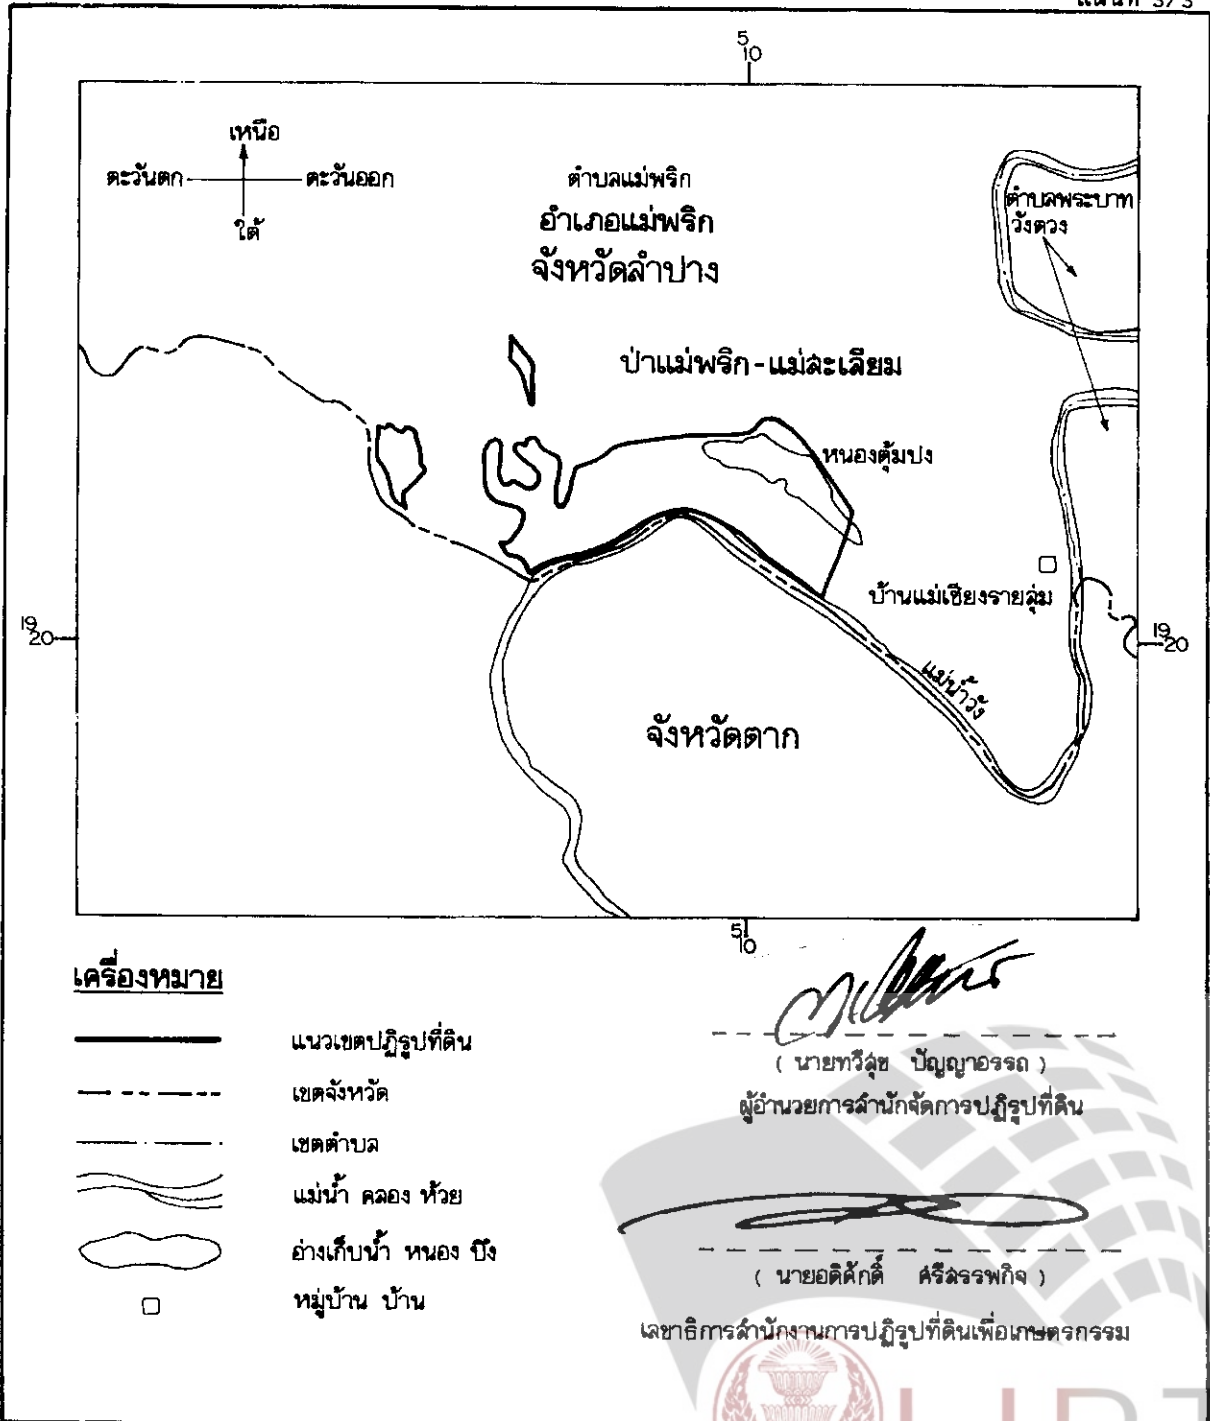 แผ่นที่ 3/3
5
10
เหนือ
ตะวันตก
ตะวันออก
ใต้
ตำบลแม่พริก
อำเภอแม่พริก
จังหวัดลำปาง
ตำบลพระบาท
วังตวง
ป่าแม่พริก-แม่สะเลียม
หนองตุ้มปง
บ้านแม่เชียงรายลุ่ม
19
20
19
20
แม่น้ำวัง
จังหวัดตาก
5
10
เครื่องหมาย
แนวเขตปฏิรูปที่ดิน
เขตจังหวัด
เขตตำบล
แม่น้ำ คลอง ห้วย
อ่างเก็บน้ำ หนอง บึง
หมู่บ้าน บ้าน
( นายทวีสุข ปัญญาอรรถ )
ผู้อำนวยการสำนักจัดการปฏิรูปที่ดิน
( นายอดิศักดิ์ ศรีสรรพกิจ )
เลขาธิการสำนักงานการปฏิรูปที่ดินเพื่อเกษตรกรรม